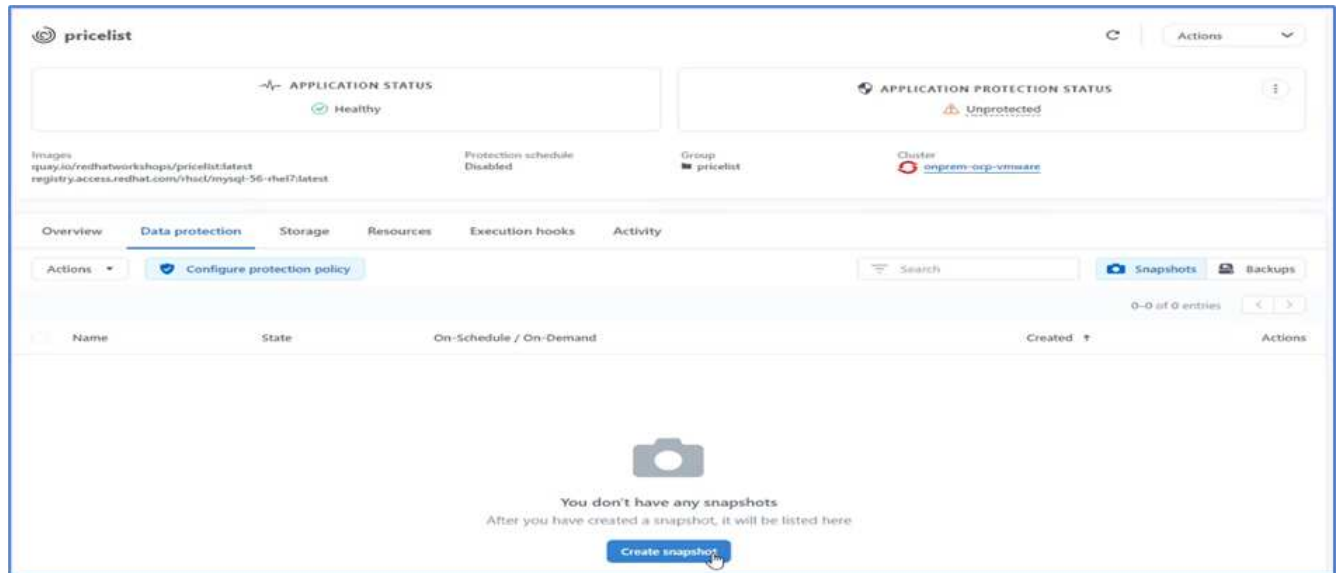 pricelist
Actions
APPLICATION STATUS
Healthy
APPLICATION PROTECTION STATUS
Unprotected
Images
quay.io/redhatworkshops/pricelist:latest
registry.access.redhat.com/rhscl/mysql-56-rhel7:latest
Protection schedule
Disabled
Group
pricelist
Cluster
onprem-ocp-vmware
Overview Data protection Storage Resources Execution hooks Activity
Actions Configure protection policy Search Snapshots Backups
0-0 of 0 entries
Name State On-Schedule / On-Demand Created Actions
You don't have any snapshots
After you have created a snapshot, it will be listed here
Create snapshot